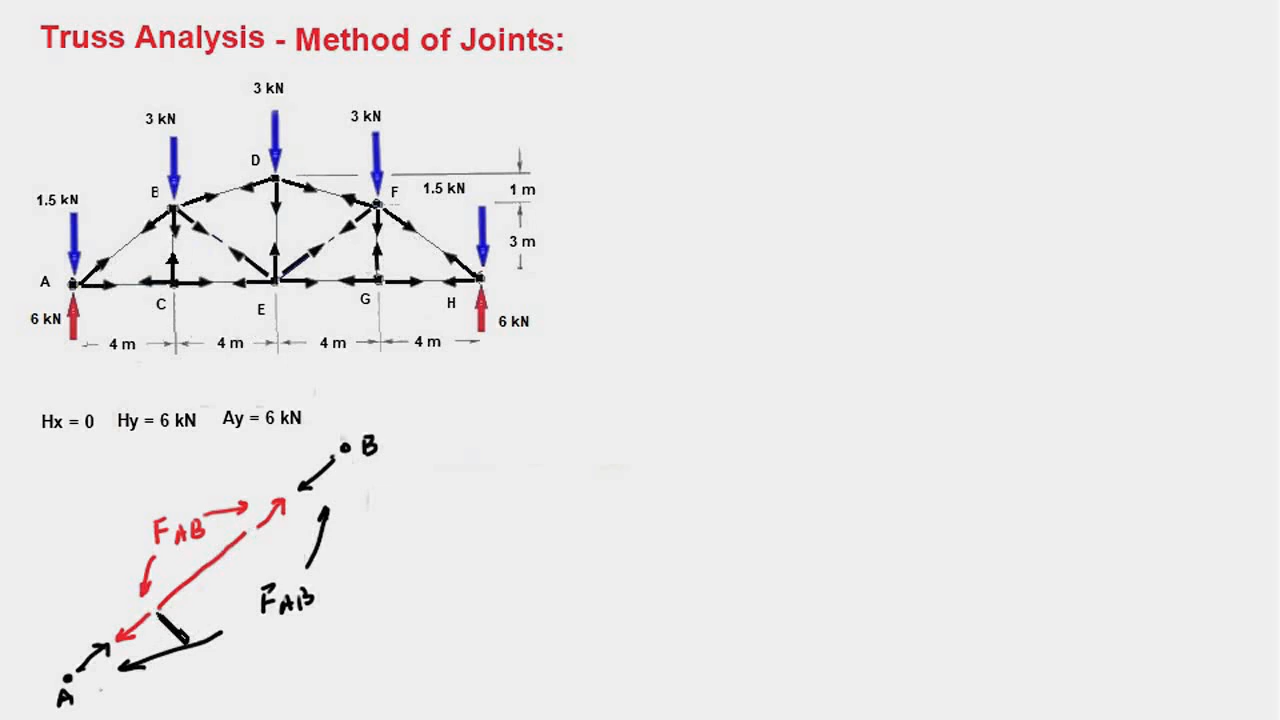 Truss Analysis - Method of Joints:
3 kN
3 kN
3 kN
D
B
F
1.5 kN
1 m
1.5 kN
3 m
A
C
E
G
H
6 kN
6 kN
4 m
4 m
4 m
4 m
Hx = 0 Hy = 6 kN Ay = 6 kN
B
FAB
FAB
A